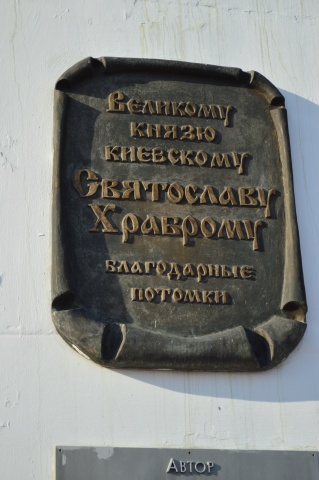 Великому
князю
киевскому
Святославу
Храброму
благодарные
потомки
Автор